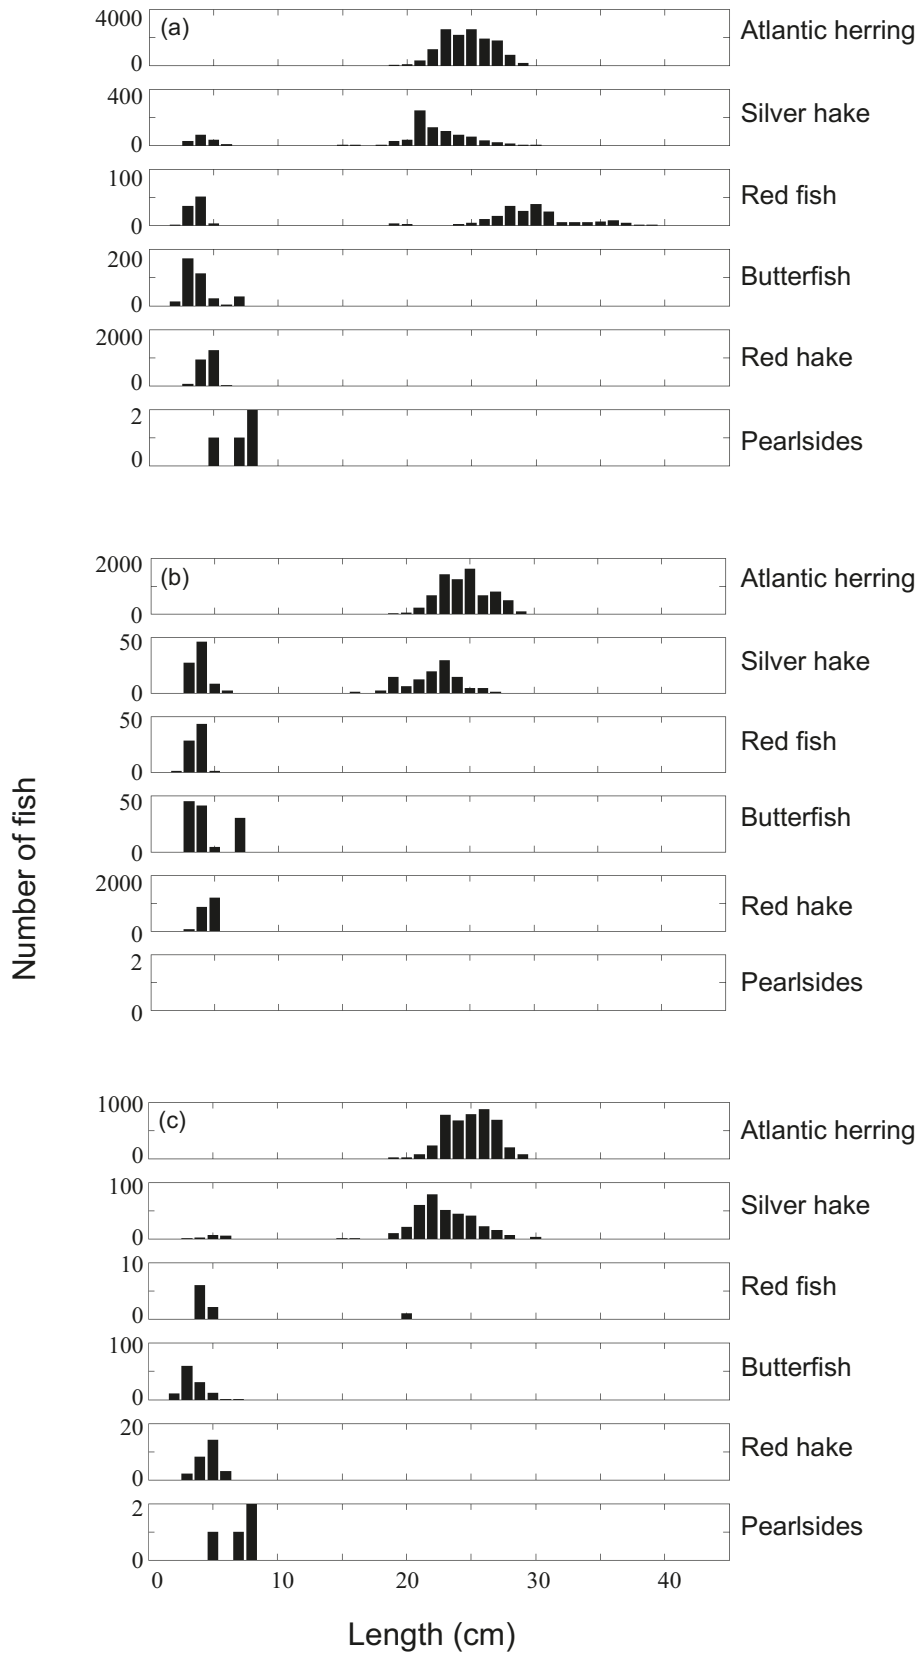 4000
(a)
Atlantic herring
0
400
Silver hake
0
100
Red fish
0
200
Butterfish
0
2000
Red hake
0
2
Pearlsides
0
2000
(b)
Atlantic herring
0
50
Silver hake
0
50
Red fish
0
50
Butterfish
0
2000
Red hake
0
2
Pearlsides
0
Number of fish
1000
(c)
Atlantic herring
0
100
Silver hake
0
10
Red fish
0
100
Butterfish
0
20
Red hake
0
2
Pearlsides
0
0 10 20 30 40
Length (cm)